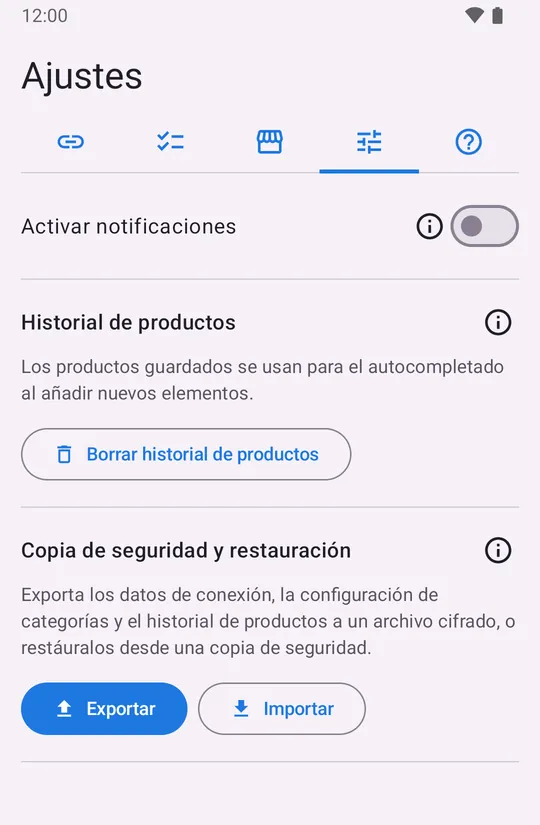 12:00
Ajustes
Activar notificaciones
Historial de productos
Los productos guardados se usan para el autocompletado
al añadir nuevos elementos.
Borrar historial de productos
Copia de seguridad y restauración
Exporta los datos de conexión, la configuración de
categorías y el historial de productos a un archivo cifrado, o
restáuralos desde una copia de seguridad.
Exportar
Importar